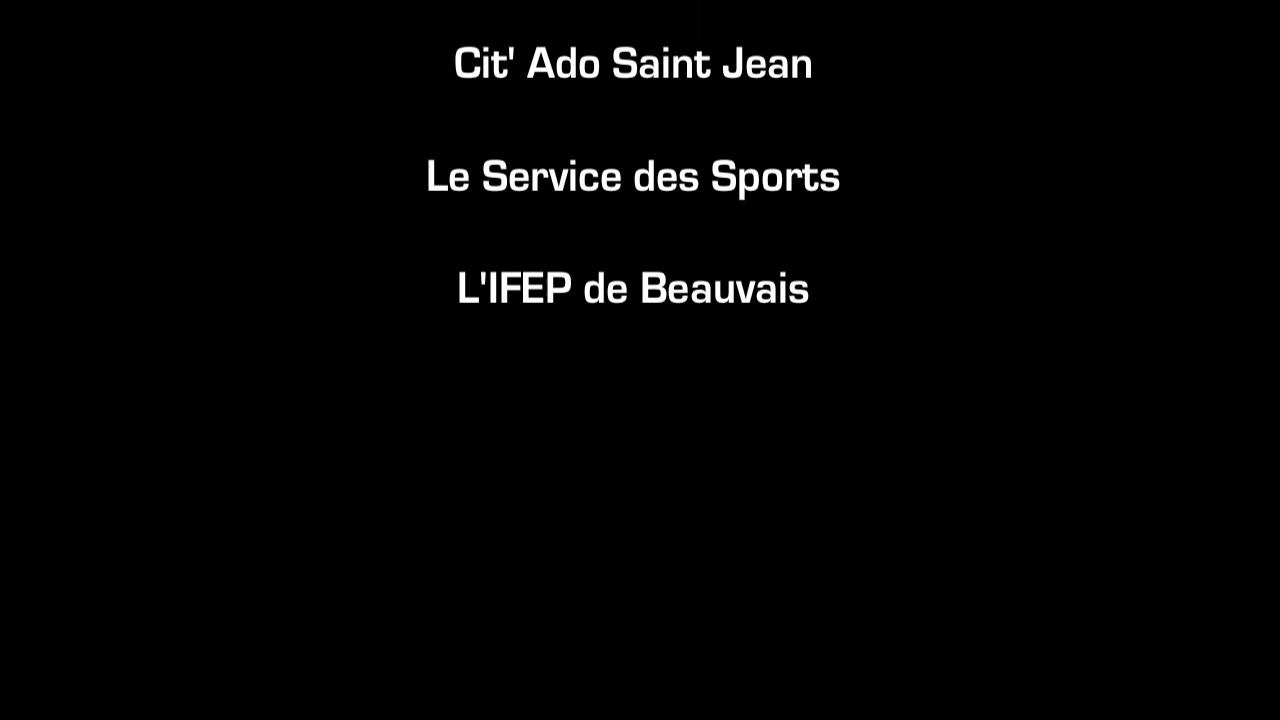 Cit' Ado Saint Jean
Le Service des Sports
L'IFEP de Beauvais